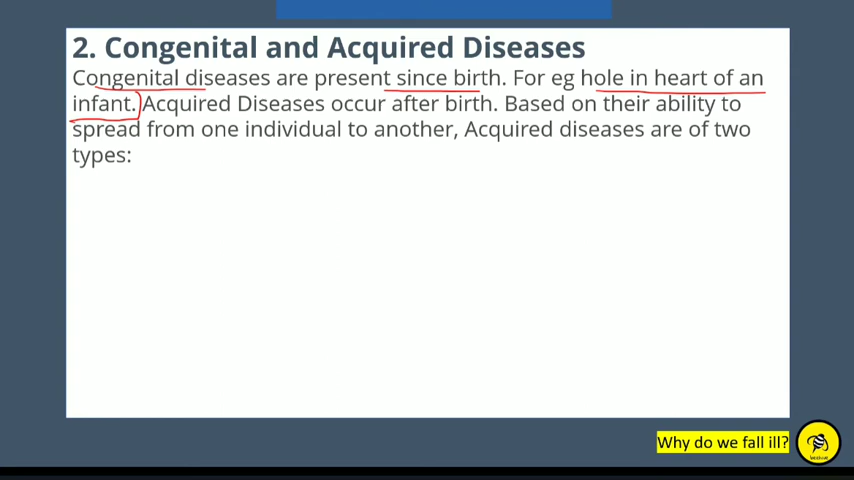 2. Congenital and Acquired Diseases
Congenital diseases are present since birth. For eg hole in heart of an
infant. Acquired Diseases occur after birth. Based on their ability to
spread from one individual to another, Acquired diseases are of two
types:
Why do we fall ill?